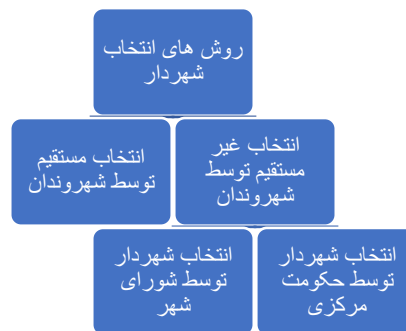 روش های انتخاب
شهردار
انتخاب غیر
مستقیم توسط
شهروندان
انتخاب مستقیم
توسط شهروندان
انتخاب شهردار
توسط حکومت
مرکزی
انتخاب شهردار
توسط شورای
شهر